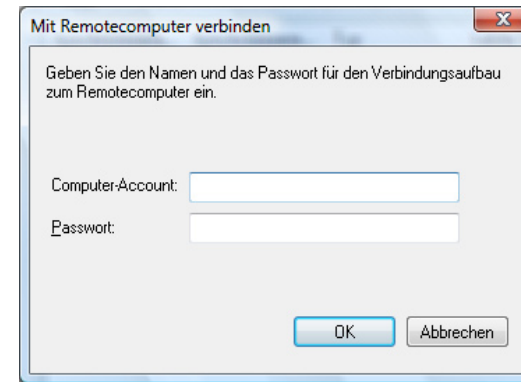 Mit Remotecomputer verbinden
Geben Sie den Namen und das Passwort für den Verbindungsaufbau
zum Remotecomputer ein.
Computer-Account:
Passwort:
OK
Abbrechen